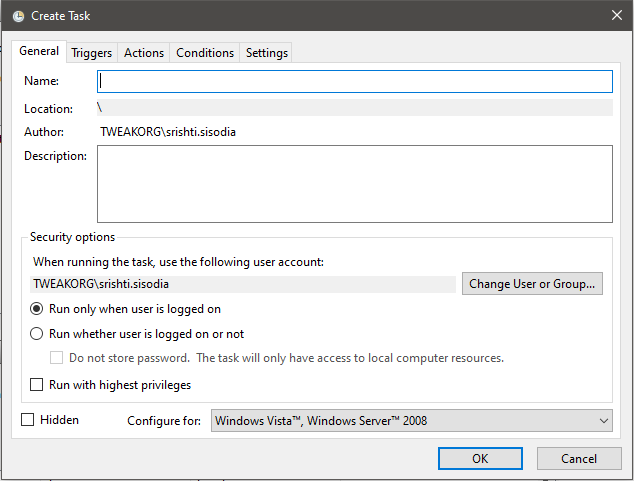 Create Task
General Triggers Actions Conditions Settings
Name:
Location: \
Author: TWEAKORG\srishti.sisodia
Description:
Security options
When running the task, use the following user account:
TWEAKORG\srishti.sisodia Change User or Group...
Run only when user is logged on
Run whether user is logged on or not
Do not store password.  The task will only have access to local computer resources.
Run with highest privileges
Hidden Configure for: Windows Vista™, Windows Server™ 2008
OK Cancel